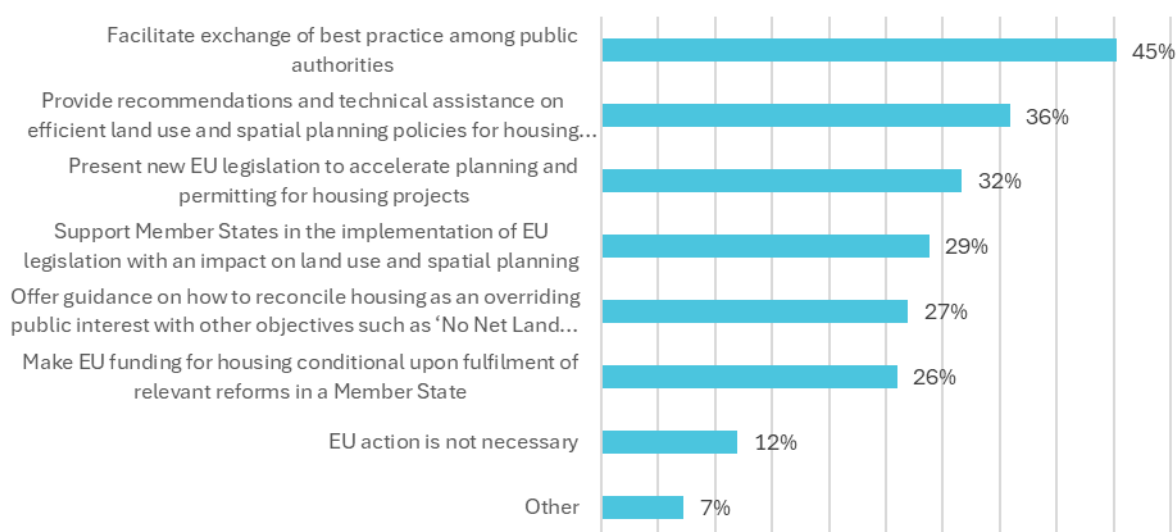 Facilitate exchange of best practice among public
authorities
45%
Provide recommendations and technical assistance on
efficient land use and spatial planning policies for housing...
36%
Present new EU legislation to accelerate planning and
permitting for housing projects
32%
Support Member States in the implementation of EU
legislation with an impact on land use and spatial planning
29%
Offer guidance on how to reconcile housing as an overriding
public interest with other objectives such as ‘No Net Land...
27%
Make EU funding for housing conditional upon fulfilment of
relevant reforms in a Member State
26%
EU action is not necessary
12%
Other
7%